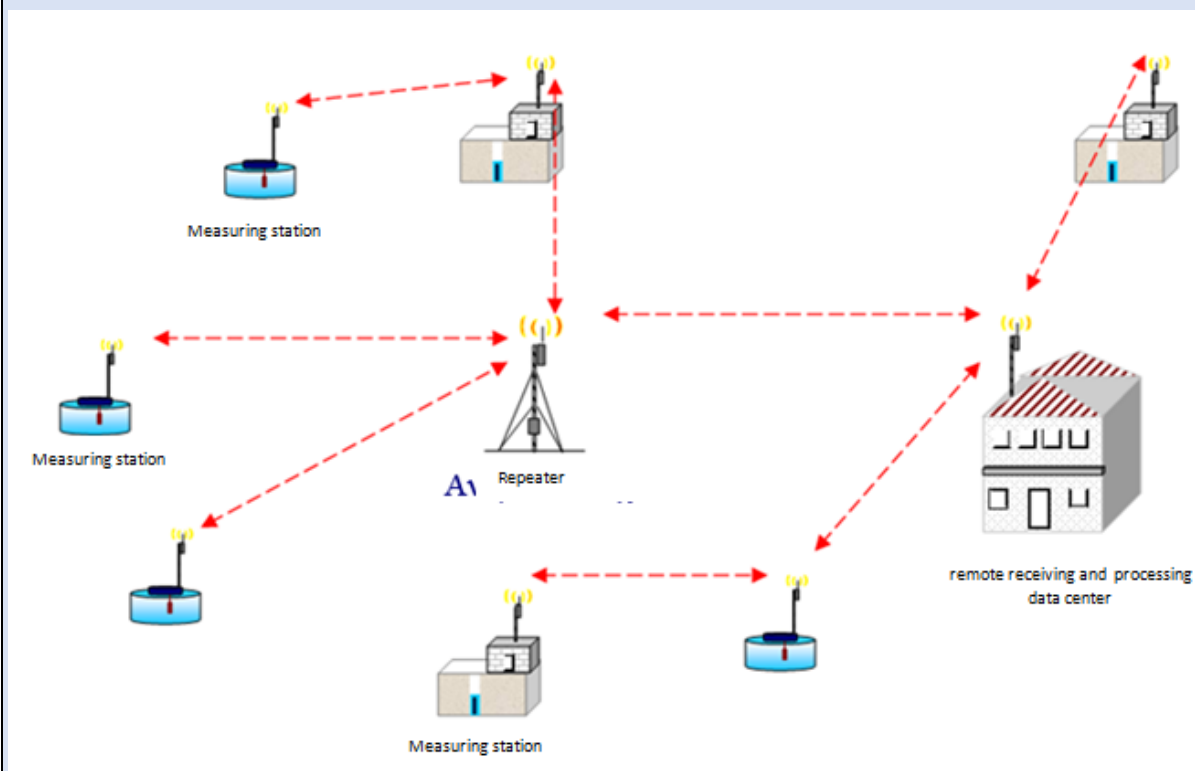 Measuring station
Measuring station
Repeater
remote receiving and processing
data center
Measuring station